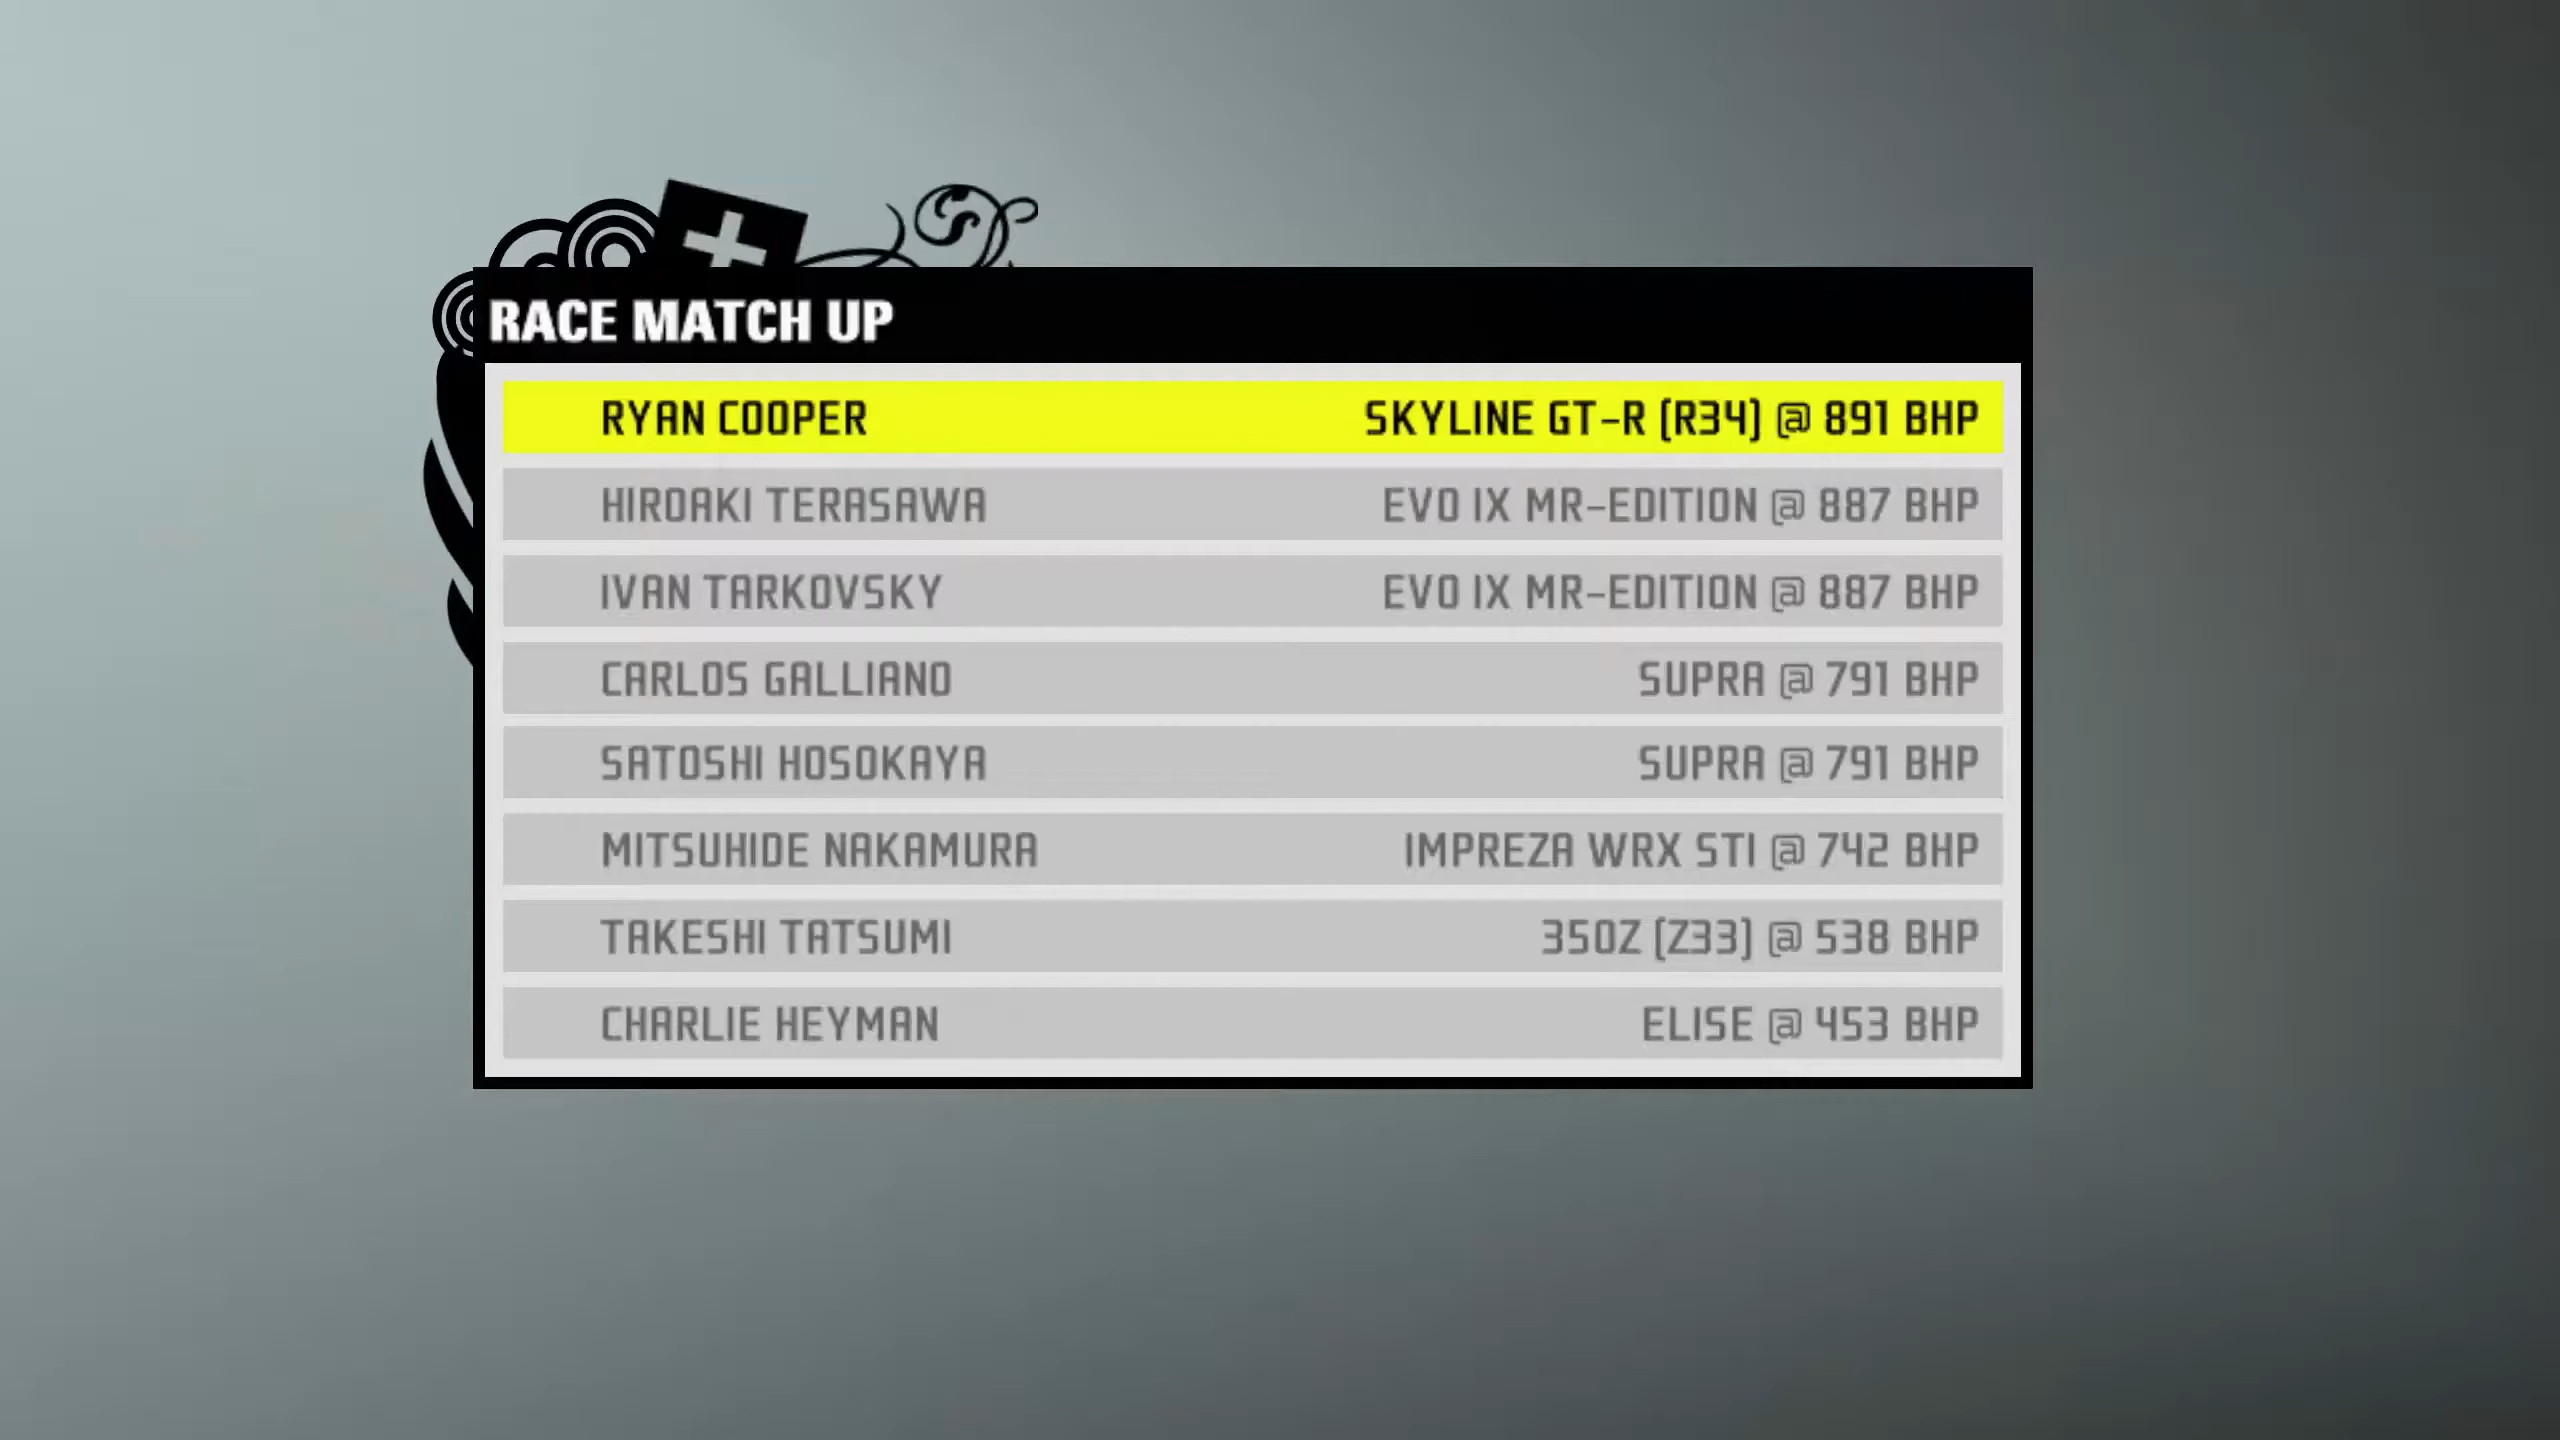 RACE MATCH UP
RYAN COOPER SKYLINE GT-R [R34] @ 891 BHP
HIROAKI TERASAWA EVO IX MR-EDITION @ 887 BHP
IVAN TARKOVSKY EVO IX MR-EDITION @ 887 BHP
CARLOS GALLIANO SUPRA @ 791 BHP
SATOSHI HOSOKAYA SUPRA @ 791 BHP
MITSUHIDE NAKAMURA IMPREZA WRX STI @ 742 BHP
TAKESHI TATSUMI 350Z [Z33] @ 538 BHP
CHARLIE HEYMAN ELISE @ 453 BHP